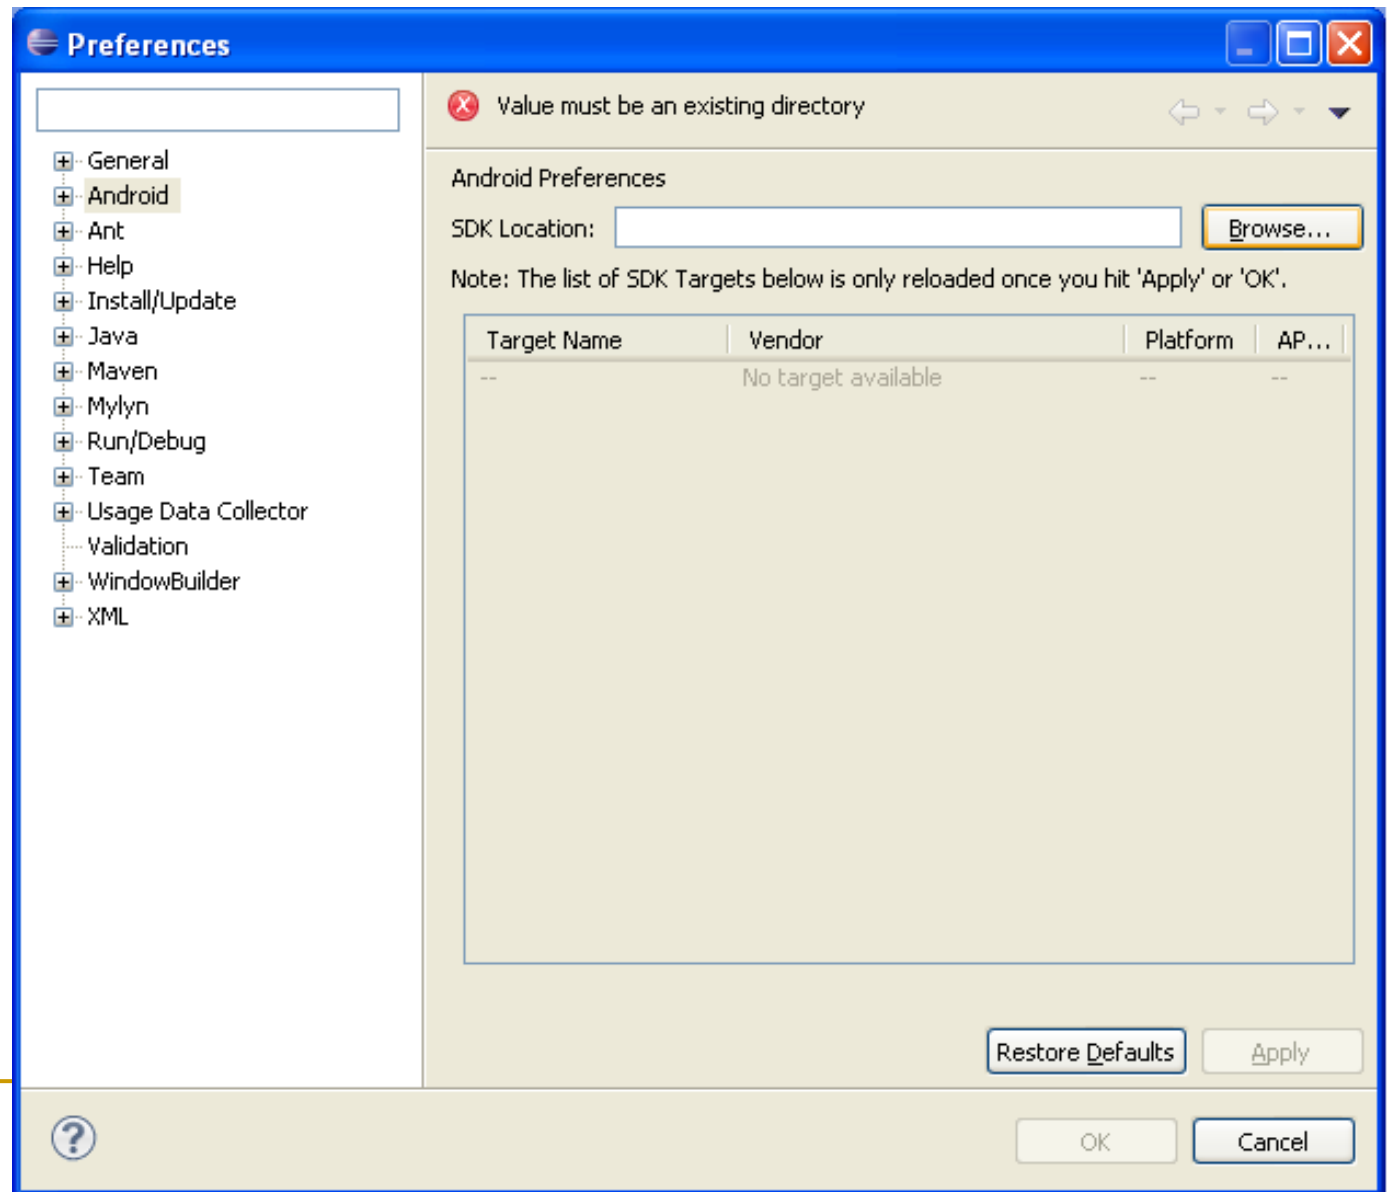 Preferences
Value must be an existing directory
General
Android
Ant
Help
Install/Update
Java
Maven
Mylyn
Run/Debug
Team
Usage Data Collector
Validation
WindowBuilder
XML
Android Preferences
SDK Location:
Browse...
Note: The list of SDK Targets below is only reloaded once you hit 'Apply' or 'OK'.
Target Name Vendor Platform AP...
-- No target available -- --
Restore Defaults Apply
? OK Cancel